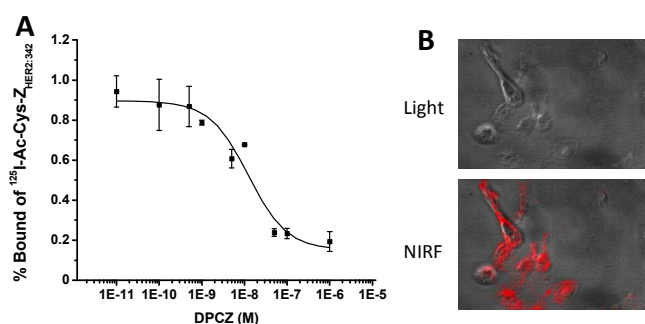 A
% Bound of ¹²⁵I-Ac-Cys-Z_HER2:342
1.2
1.0
0.8
0.6
0.4
0.2
0
1E-11 1E-10 1E-9 1E-8 1E-7 1E-6 1E-5
DPCZ (M)
B
Light
NIRF